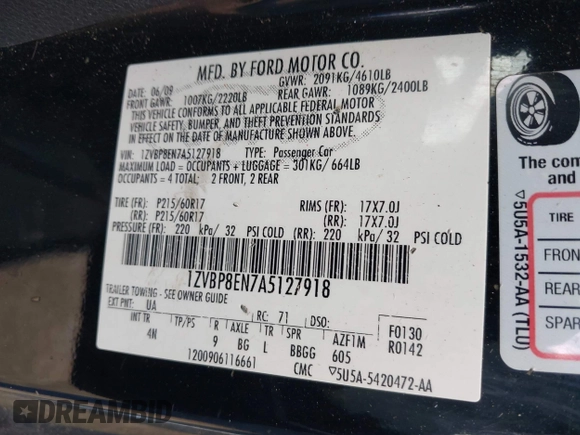 MFD. BY FORD MOTOR CO.
DATE: 06/09 GVWR: 2091KG/4610LB
FRONT GAWR: 1007KG/2220LB REAR GAWR: 1089KG/2400LB
THIS VEHICLE CONFORMS TO ALL APPLICABLE FEDERAL MOTOR
VEHICLE SAFETY, BUMPER, AND THEFT PREVENTION STANDARDS
IN EFFECT ON THE DATE OF MANUFACTURE SHOWN ABOVE.
VIN: 1ZVBP8EN7A5127918 TYPE: Passenger Car
MAXIMUM LOAD = OCCUPANTS + LUGGAGE = 301KG/ 664LB
OCCUPANTS = 4 TOTAL: 2 FRONT, 2 REAR
TIRE (FR): P215/60R17 RIMS (FR): 17X7.0J
(RR): P215/60R17 (RR): 17X7.0J
PRESSURE (FR): 220 kPa/ 32 PSI COLD (RR): 220 kPa/ 32 PSI COLD
1ZVBP8EN7A5127918
TRAILER TOWING - SEE OWNER GUIDE
EXT PNT: UA RC: 71 DSO: F0130
INT TR TP/PS R AXLE TR SPR AZF1M R0142
4N 9 BG L BBGG 605
1200906116661 CMC ▽5U5A-5420472-AA
The com
and
TIRE
FRON
REAR
SPAR
▽5U5A-1532-AA (TLU)
DREAMBID